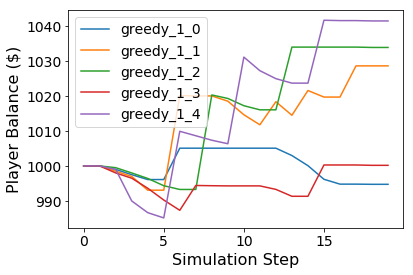 Player Balance ($)
1040
1030
1020
1010
1000
990
greedy_1_0
greedy_1_1
greedy_1_2
greedy_1_3
greedy_1_4
0 5 10 15
Simulation Step